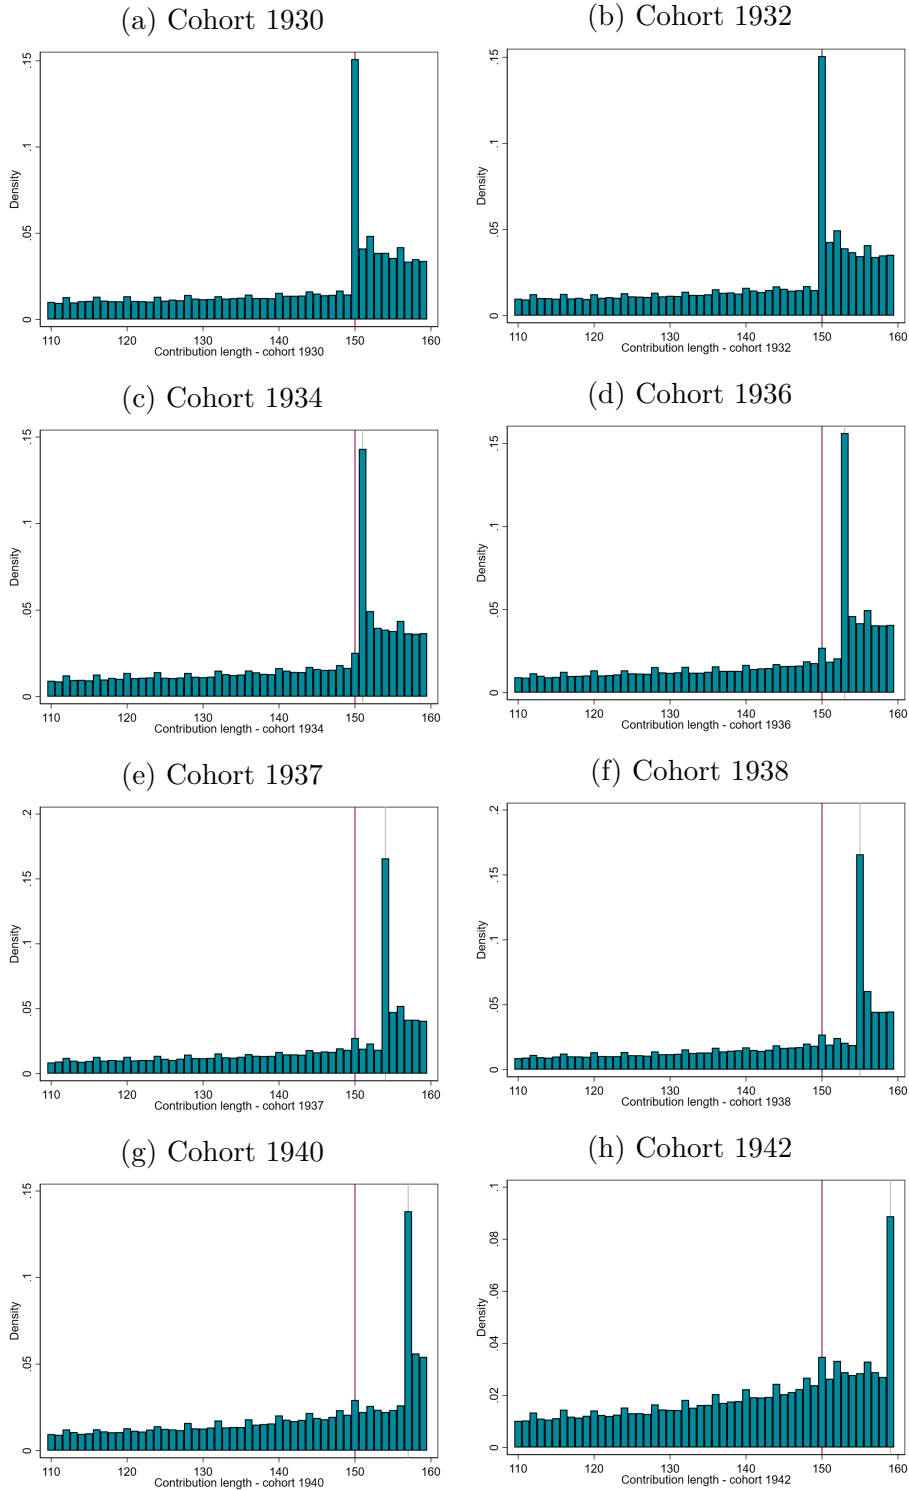 (a) Cohort 1930
Density
.15
.1
.05
0
110 120 130 140 150 160
Contribution length - cohort 1930
(b) Cohort 1932
Density
.15
.1
.05
0
110 120 130 140 150 160
Contribution length - cohort 1932
(c) Cohort 1934
Density
.15
.1
.05
0
110 120 130 140 150 160
Contribution length - cohort 1934
(d) Cohort 1936
Density
.15
.1
.05
0
110 120 130 140 150 160
Contribution length - cohort 1936
(e) Cohort 1937
Density
.2
.15
.1
.05
0
110 120 130 140 150 160
Contribution length - cohort 1937
(f) Cohort 1938
Density
.2
.15
.1
.05
0
110 120 130 140 150 160
Contribution length - cohort 1938
(g) Cohort 1940
Density
.15
.1
.05
0
110 120 130 140 150 160
Contribution length - cohort 1940
(h) Cohort 1942
Density
.1
.08
.06
.04
.02
0
110 120 130 140 150 160
Contribution length - cohort 1942